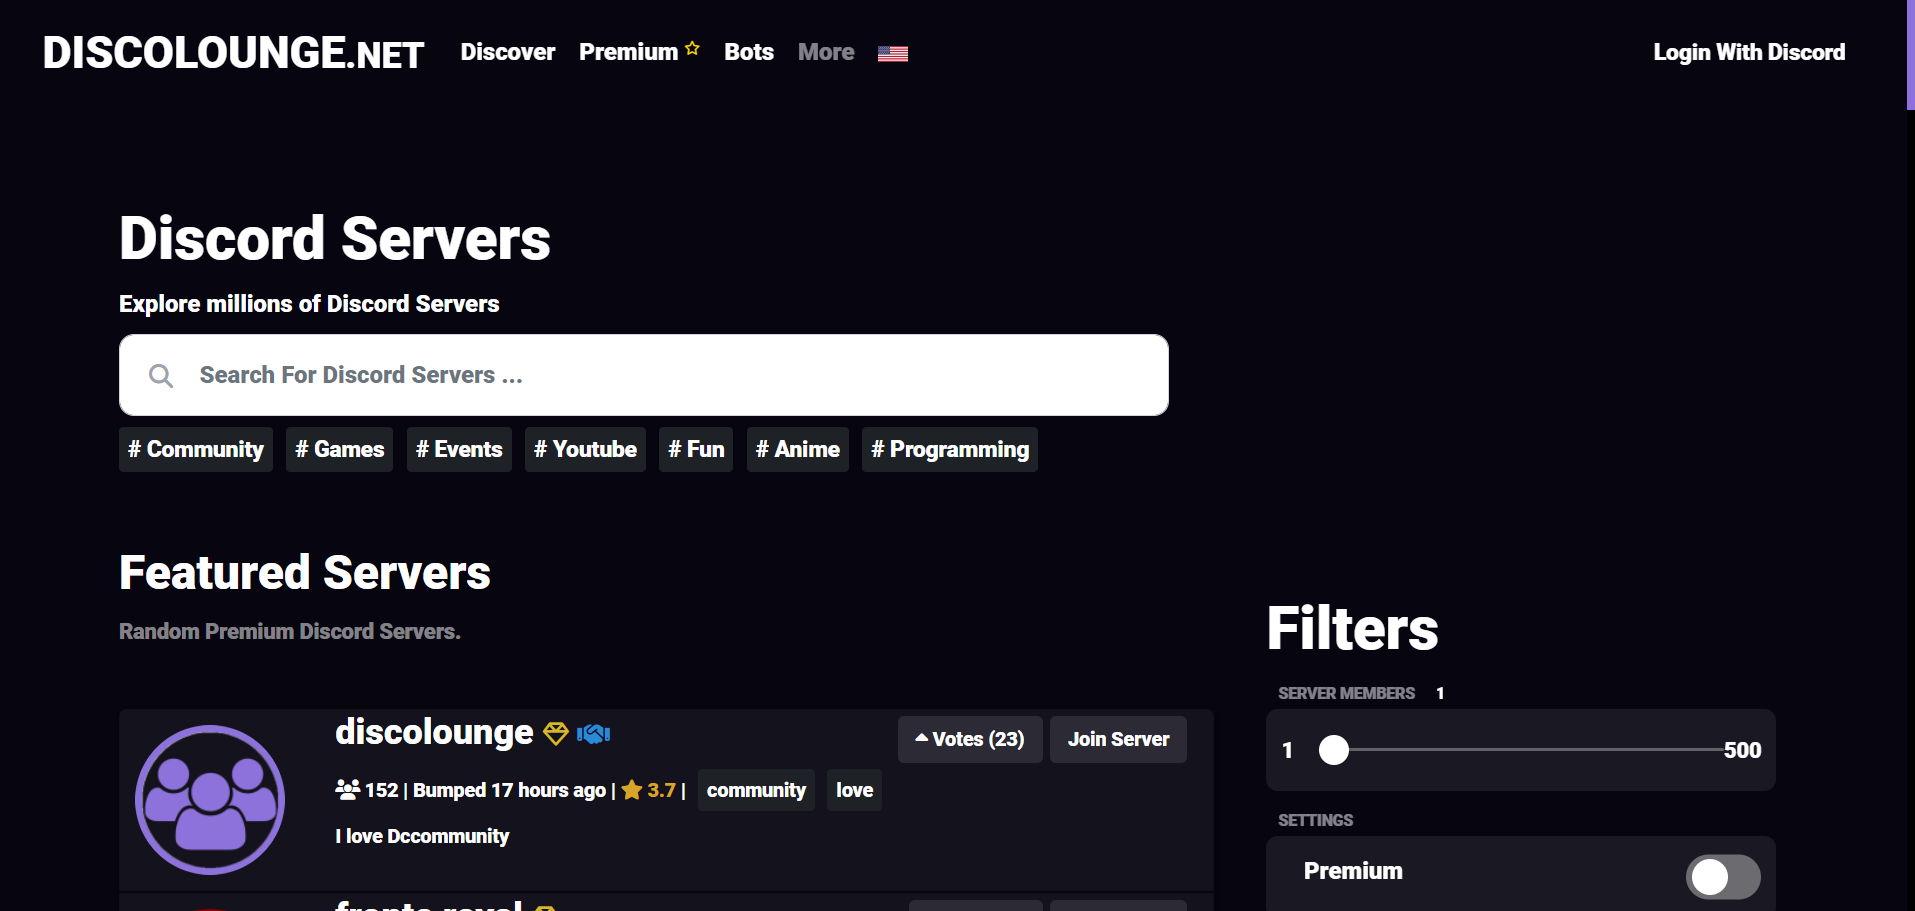 DISCOLOUNGE.NET Discover Premium Bots More Login With Discord
Discord Servers
Explore millions of Discord Servers
Search For Discord Servers ...
# Community # Games # Events # Youtube # Fun # Anime # Programming
Featured Servers
Random Premium Discord Servers.
Filters
SERVER MEMBERS 1
1 500
SETTINGS
Premium
discolounge Votes (23) Join Server
152 | Bumped 17 hours ago | 3.7 | community love
I love Dccommunity